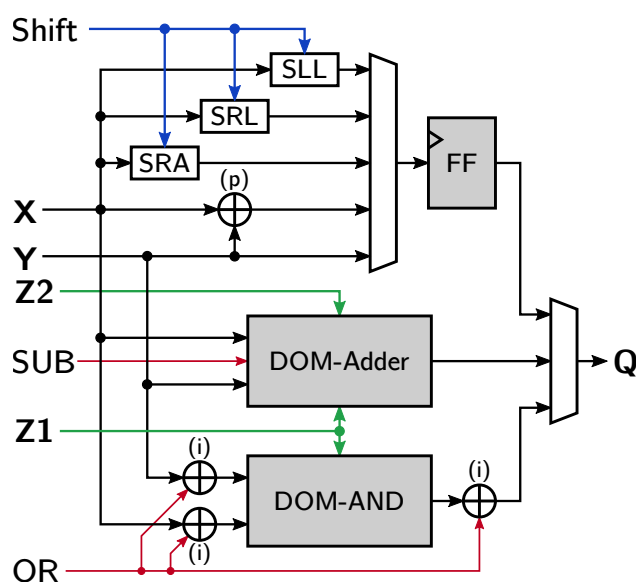 Shift
SLL
SRL
FF
SRA
(p)
X
Y
Z2
SUB
DOM-Adder
Q
Z1
(i)
(i)
DOM-AND
(i)
OR